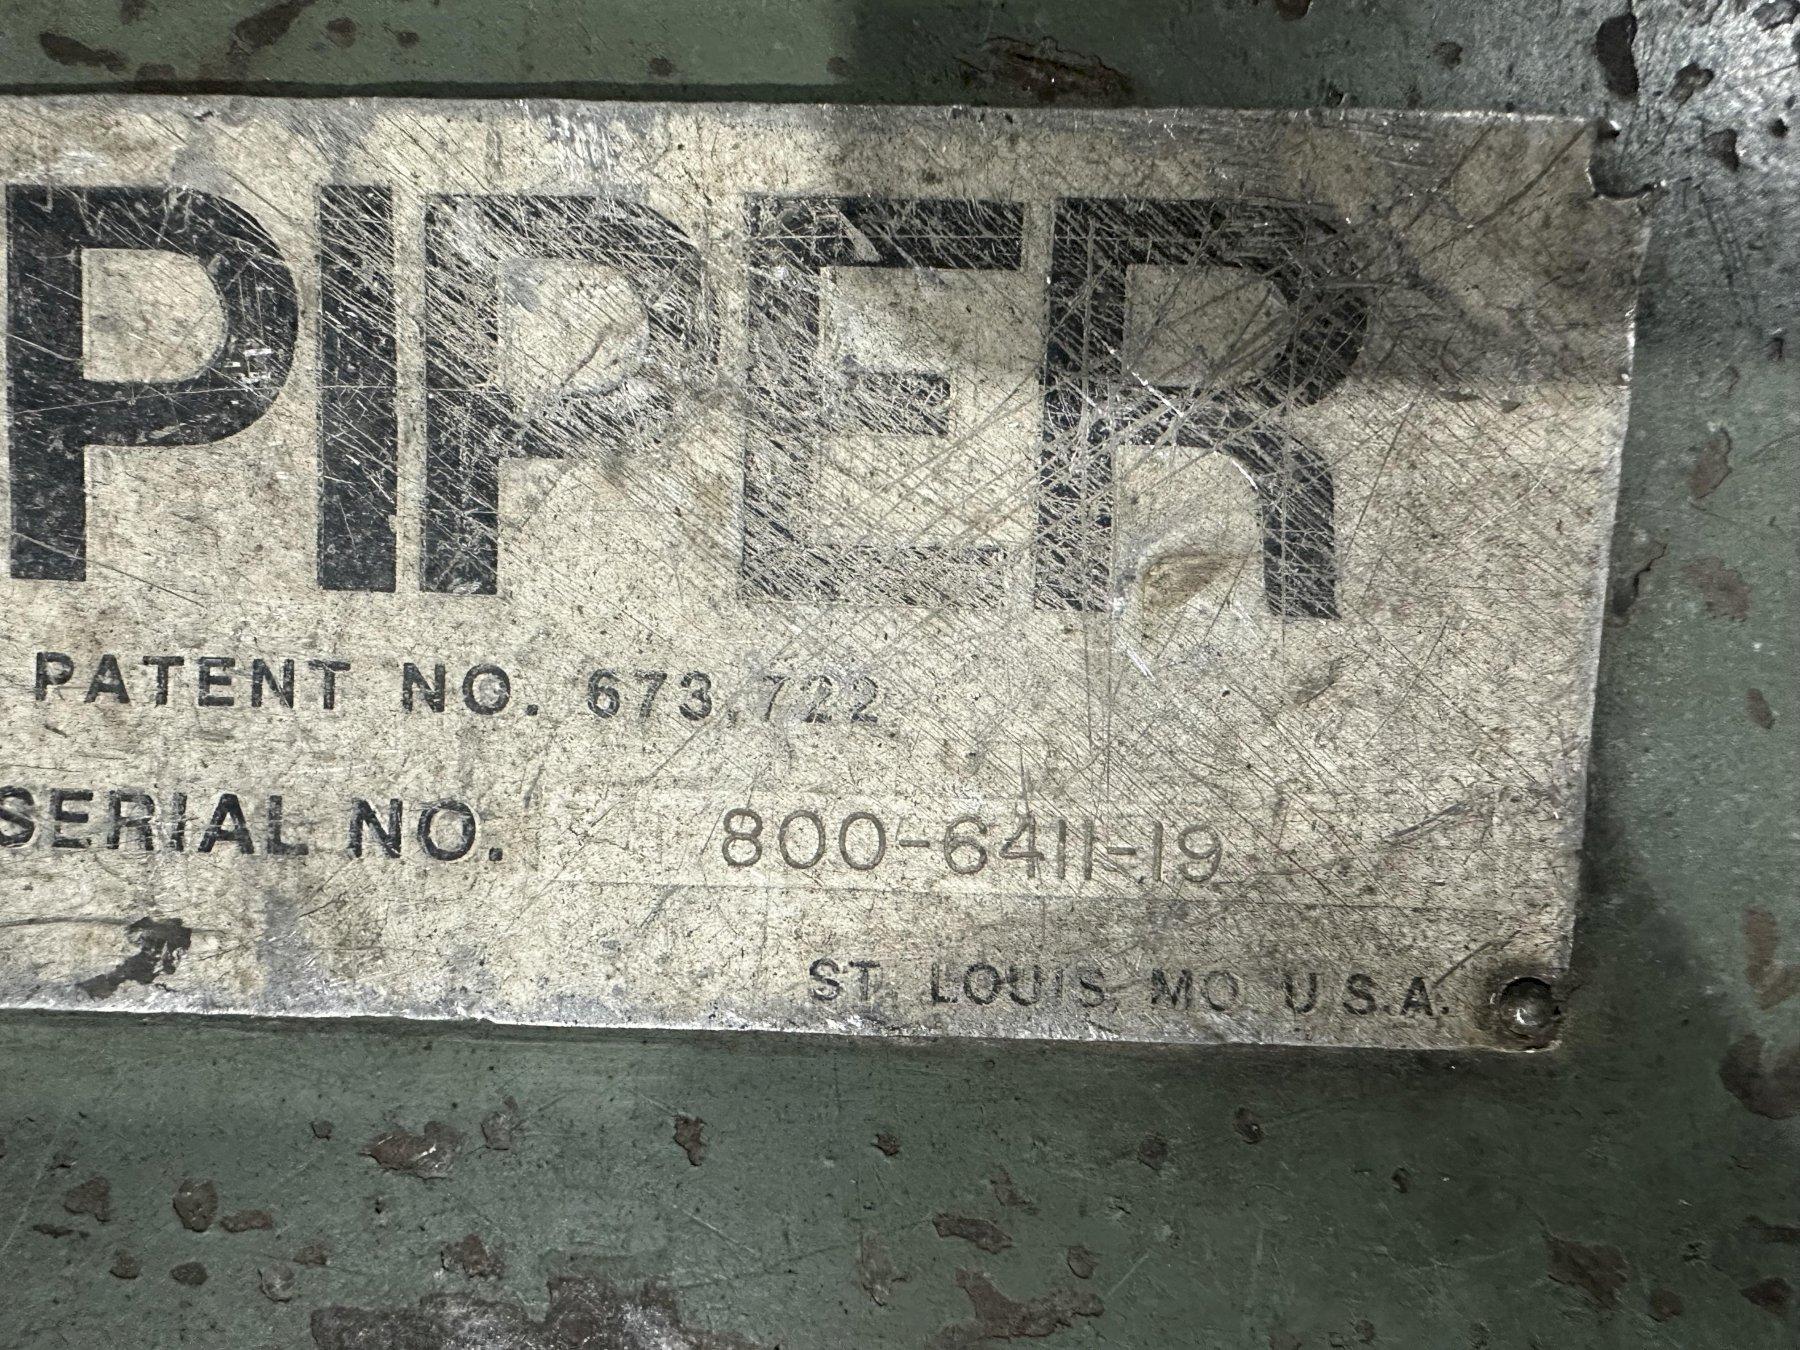 PIPER
PATENT NO. 673,722
SERIAL NO. 800-6411-19
ST. LOUIS, MO U.S.A.